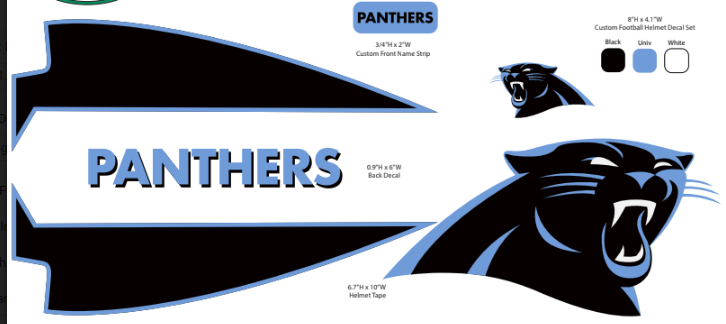 PANTHERS
3/4"H x 2"W
Custom Front Name Strip
8"H x 4.1"W
Custom Football Helmet Decal Set
Black Univ White
PANTHERS
0.9"H x 6"W
Back Decal
6.7"H x 10"W
Helmet Tape